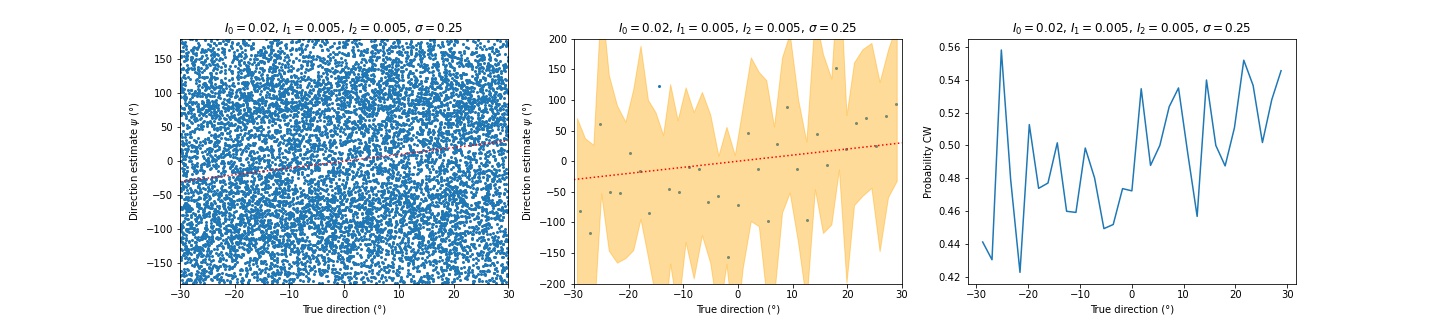 I₀ = 0.02, I₁ = 0.005, I₂ = 0.005, σ = 0.25
Direction estimate ψ (°)
150
100
50
0
−50
−100
−150
−30 −20 −10 0 10 20 30
True direction (°)
I₀ = 0.02, I₁ = 0.005, I₂ = 0.005, σ = 0.25
Direction estimate ψ (°)
200
150
100
50
0
−50
−100
−150
−200
−30 −20 −10 0 10 20 30
True direction (°)
I₀ = 0.02, I₁ = 0.005, I₂ = 0.005, σ = 0.25
Probability CW
0.56
0.54
0.52
0.50
0.48
0.46
0.44
0.42
−30 −20 −10 0 10 20 30
True direction (°)